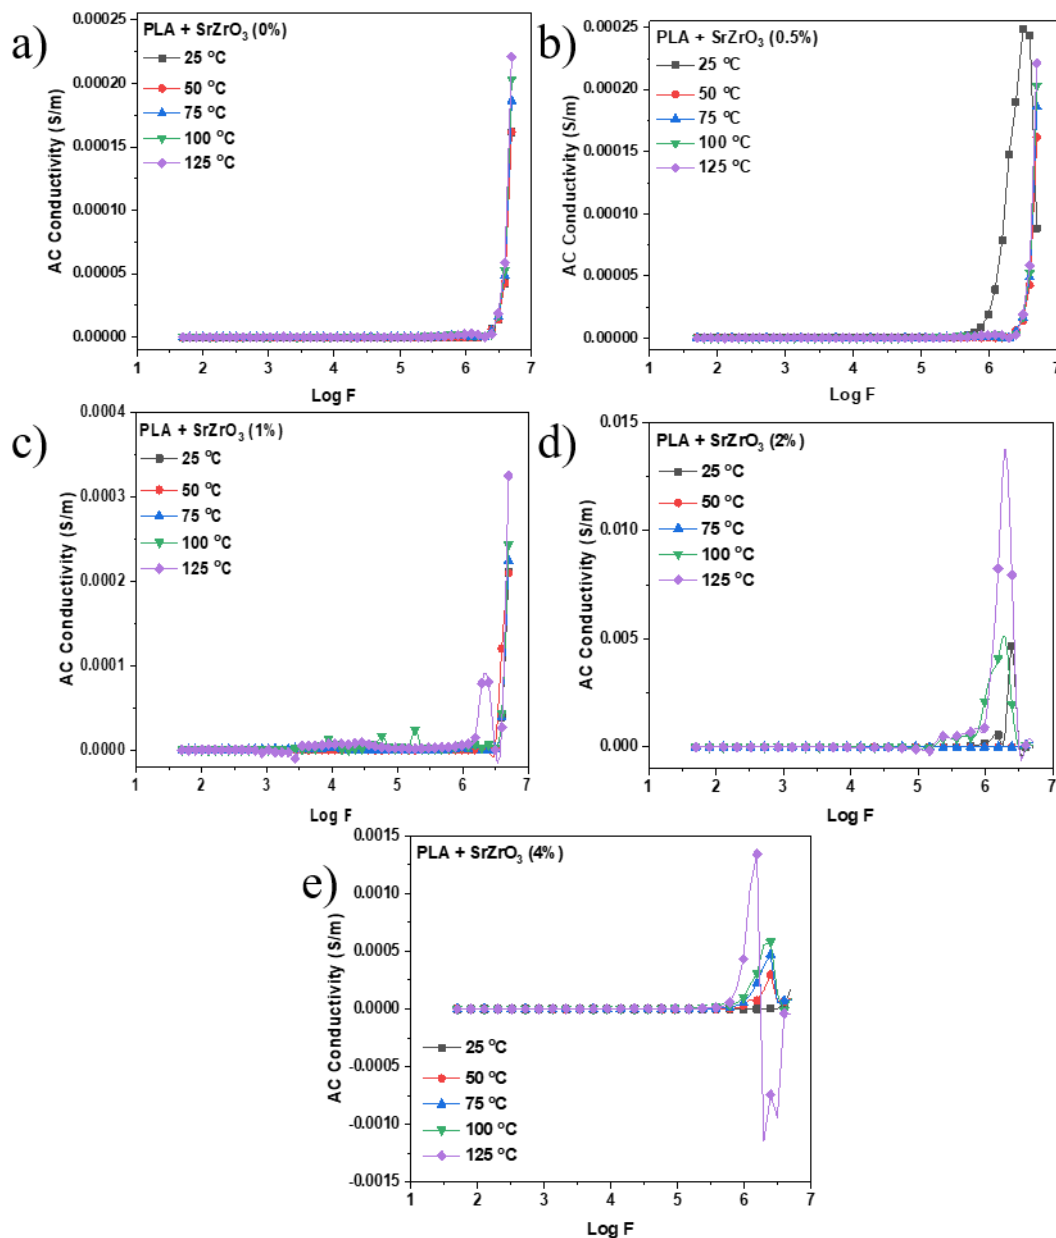 a)
PLA + SrZrO3 (0%)
25 °C
50 °C
75 °C
100 °C
125 °C
AC Conductivity (S/m)
0.00025
0.00020
0.00015
0.00010
0.00005
0.00000
1 2 3 4 5 6 7
Log F
b)
PLA + SrZrO3 (0.5%)
25 °C
50 °C
75 °C
100 °C
125 °C
AC Conductivity (S/m)
0.00025
0.00020
0.00015
0.00010
0.00005
0.00000
1 2 3 4 5 6 7
Log F
c)
PLA + SrZrO3 (1%)
25 °C
50 °C
75 °C
100 °C
125 °C
AC Conductivity (S/m)
0.0004
0.0003
0.0002
0.0001
0.0000
1 2 3 4 5 6 7
Log F
d)
PLA + SrZrO3 (2%)
25 °C
50 °C
75 °C
100 °C
125 °C
AC Conductivity (S/m)
0.015
0.010
0.005
0.000
1 2 3 4 5 6 7
Log F
e)
PLA + SrZrO3 (4%)
25 °C
50 °C
75 °C
100 °C
125 °C
AC Conductivity (S/m)
0.0015
0.0010
0.0005
0.0000
-0.0005
-0.0010
-0.0015
1 2 3 4 5 6 7
Log F